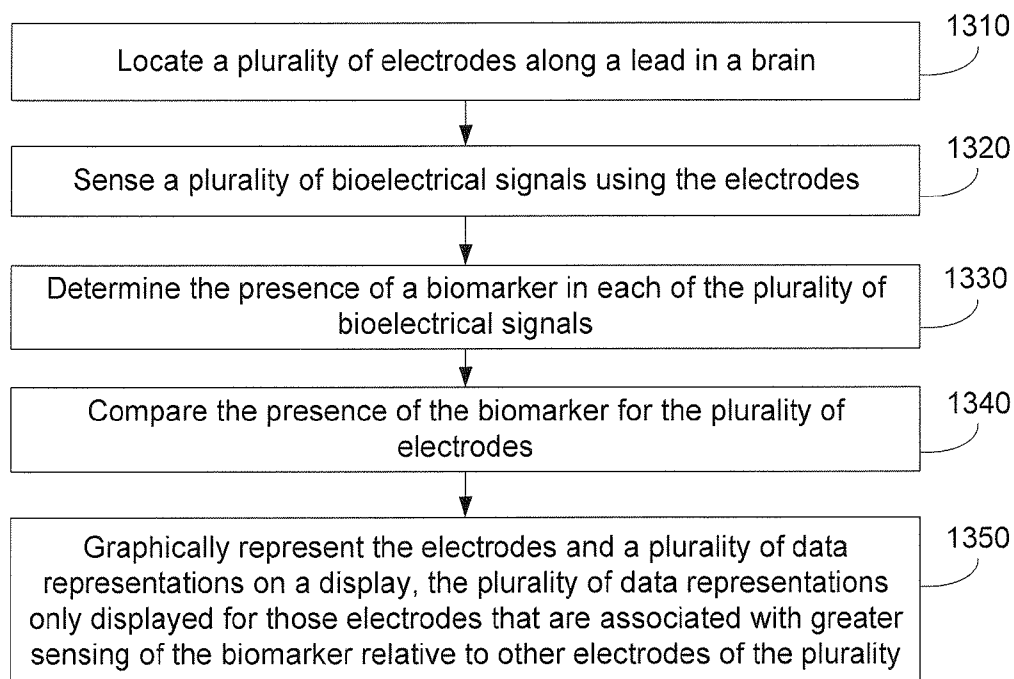 1310
Locate a plurality of electrodes along a lead in a brain
1320
Sense a plurality of bioelectrical signals using the electrodes
1330
Determine the presence of a biomarker in each of the plurality of
bioelectrical signals
1340
Compare the presence of the biomarker for the plurality of
electrodes
1350
Graphically represent the electrodes and a plurality of data
representations on a display, the plurality of data representations
only displayed for those electrodes that are associated with greater
sensing of the biomarker relative to other electrodes of the plurality